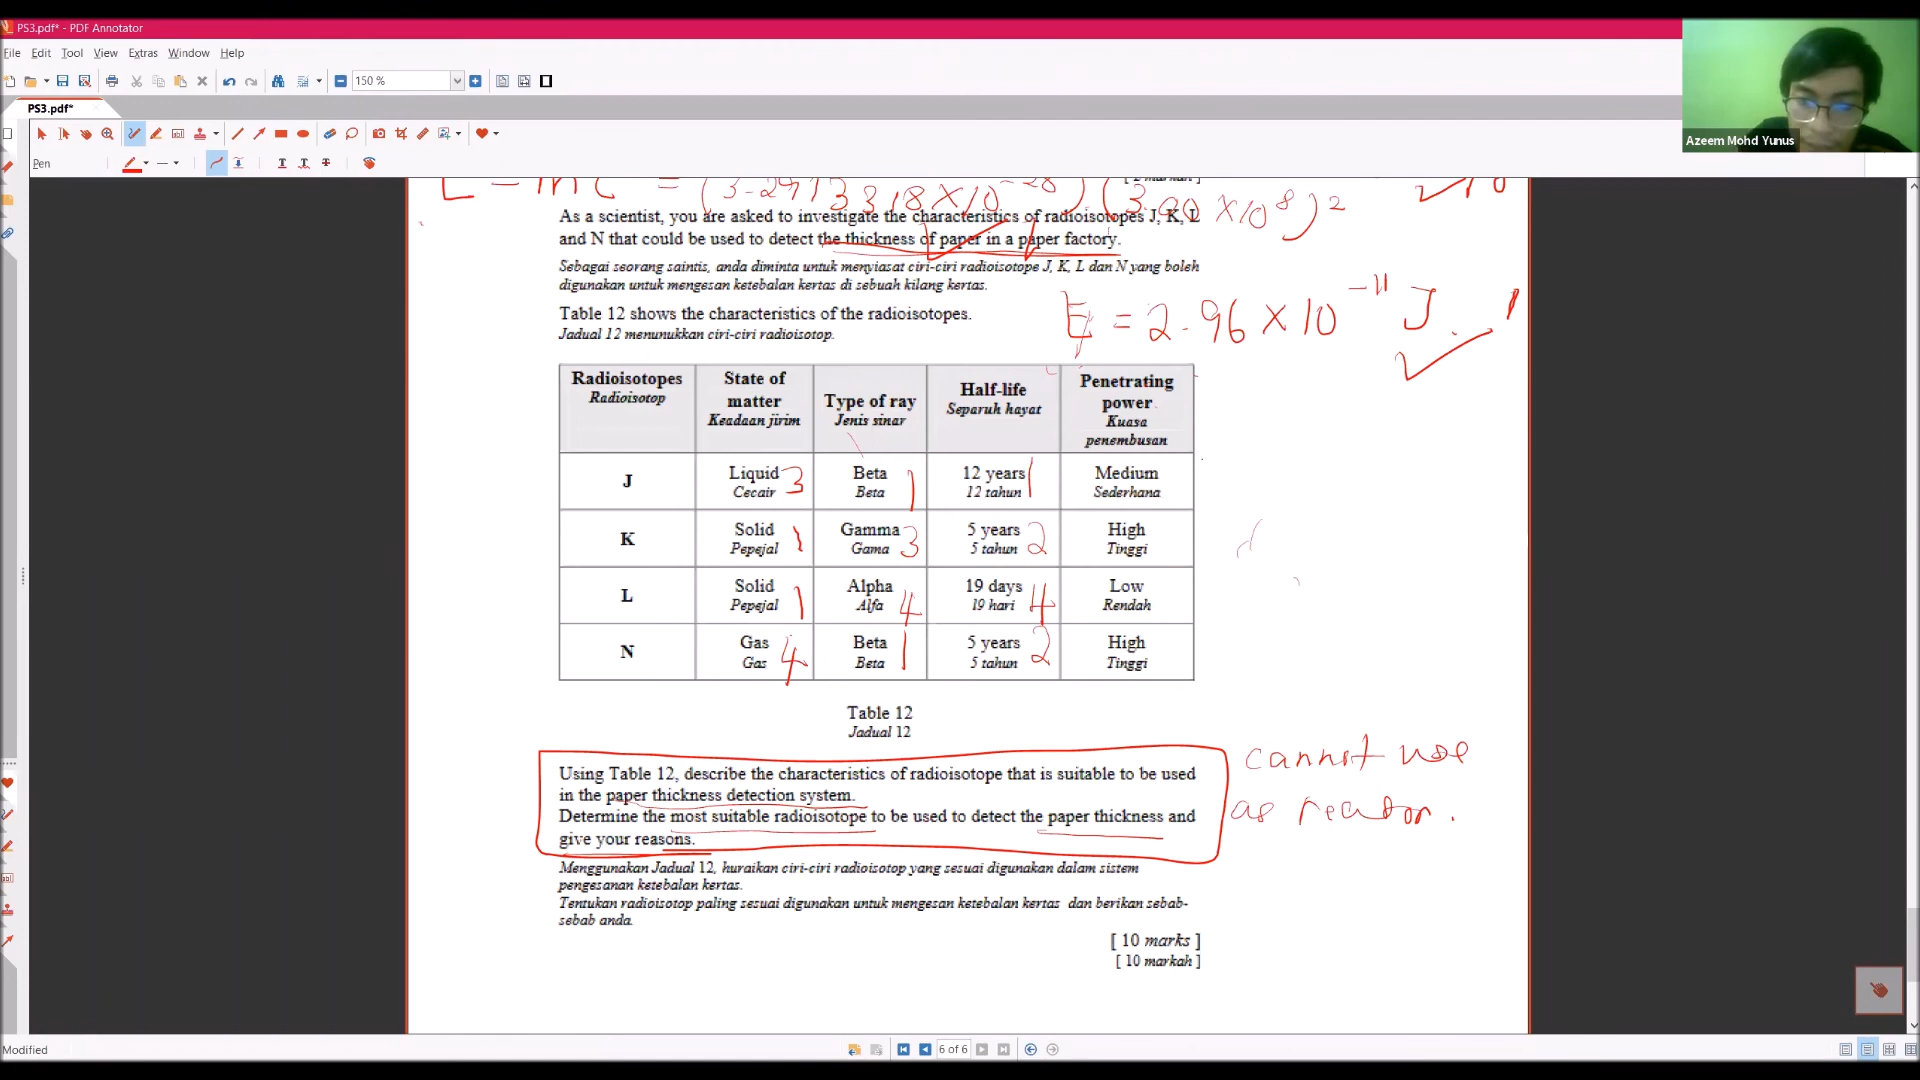 PS3.pdf* - PDF Annotator
File Edit Tool View Extras Window Help
150 %
PS3.pdf*
Azeem Mohd Yunus
Pen
= (3.2913318 × 10⁻²⁸) (3.00 × 10⁸)²
As a scientist, you are asked to investigate the characteristics of radioisotopes J, K, L
and N that could be used to detect the thickness of paper in a paper factory.
Sebagai seorang saintis, anda diminta untuk menyiasat ciri-ciri radioisotope J, K, L dan N yang boleh
digunakan untuk mengesan ketebalan kertas di sebuah kilang kertas.
E = 2.96 × 10⁻¹¹ J
Table 12 shows the characteristics of the radioisotopes.
Jadual 12 menunukkan ciri-ciri radioisotop.
Radioisotopes
Radioisotop
State of
matter
Keadaan jirim
Type of ray
Jenis sinar
Half-life
Separuh hayat
Penetrating
power
Kuasa
penembusan
J
Liquid 3
Cecair
Beta 1
Beta
12 years 1
12 tahun
Medium
Sederhana
K
Solid 1
Pepejal
Gamma 3
Gama
5 years 2
5 tahun
High
Tinggi
L
Solid 1
Pepejal
Alpha 4
Alfa
19 days 4
19 hari
Low
Rendah
N
Gas 4
Gas
Beta 1
Beta
5 years 2
5 tahun
High
Tinggi
Table 12
Jadual 12
Using Table 12, describe the characteristics of radioisotope that is suitable to be used
in the paper thickness detection system.
Determine the most suitable radioisotope to be used to detect the paper thickness and
give your reasons.
cannot use
as reason.
Menggunakan Jadual 12, huraikan ciri-ciri radioisotop yang sesuai digunakan dalam sistem
pengesanan ketebalan kertas.
Tentukan radioisotop paling sesuai digunakan untuk mengesan ketebalan kertas dan berikan sebab-
sebab anda.
[ 10 marks ]
[ 10 markah ]
Modified
6 of 6